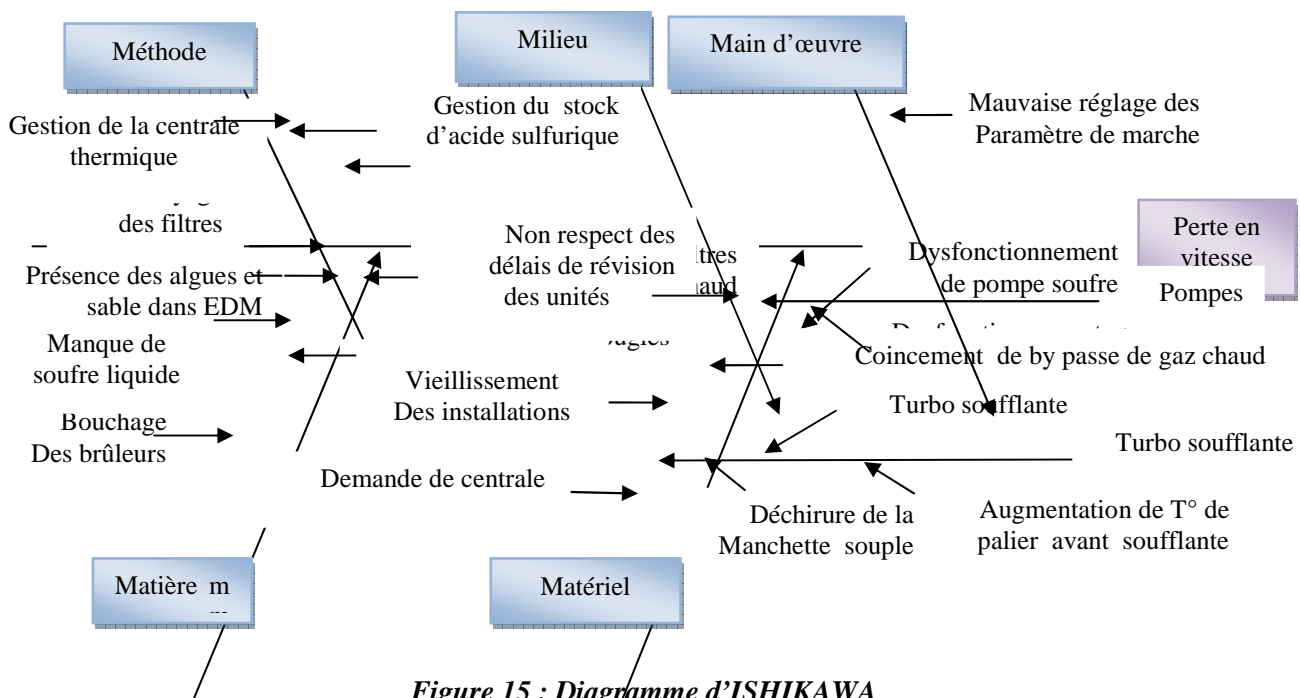 Méthode
Milieu
Main d'œuvre
Gestion de la centrale
thermique
Gestion du stock
d'acide sulfurique
Mauvaise réglage des
Paramètre de marche
des filtres
Non respect des
délais de révision
des unités
Dysfonctionnement
de pompe soufre
Perte en
vitesse
Pompes
Présence des algues et
sable dans EDM
Manque de
soufre liquide
Coincement de by passe de gaz chaud
Vieillissement
Des installations
Turbo soufflante
Bouchage
Des brûleurs
Turbo soufflante
Demande de centrale
Déchirure de la
Manchette souple
Augmentation de T° de
palier avant soufflante
Matière m
Matériel
Figure 15 : Diagramme d'ISHIKAWA